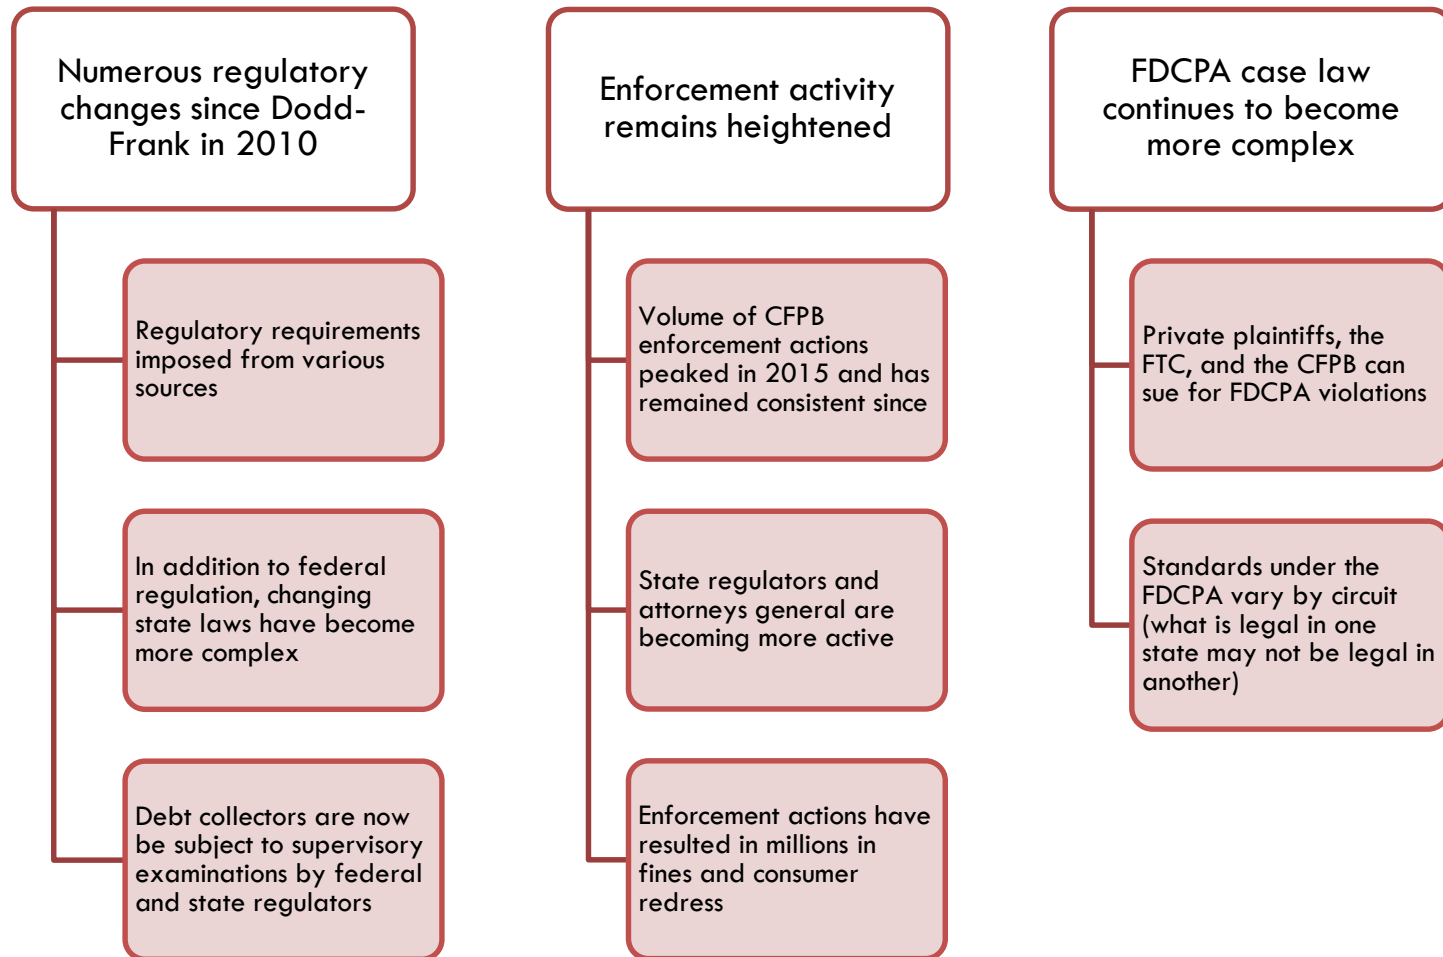 Numerous regulatory
changes since Dodd-
Frank in 2010
Regulatory requirements
imposed from various
sources
In addition to federal
regulation, changing
state laws have become
more complex
Debt collectors are now
be subject to supervisory
examinations by federal
and state regulators
Enforcement activity
remains heightened
Volume of CFPB
enforcement actions
peaked in 2015 and has
remained consistent since
State regulators and
attorneys general are
becoming more active
Enforcement actions have
resulted in millions in
fines and consumer
redress
FDCPA case law
continues to become
more complex
Private plaintiffs, the
FTC, and the CFPB can
sue for FDCPA violations
Standards under the
FDCPA vary by circuit
(what is legal in one
state may not be legal in
another)